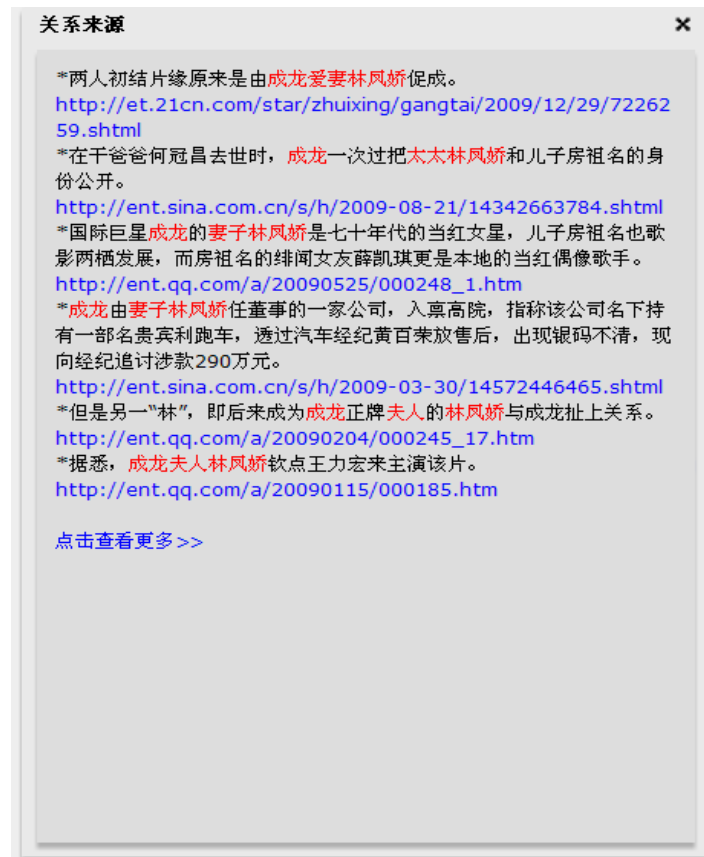 关系来源
*两人初结片缘原来是由成龙爱妻林凤娇促成。
http://et.21cn.com/star/zhuixing/gangtai/2009/12/29/72262
59.shtml
*在干爸爸何冠昌去世时，成龙一次过把太太林凤娇和儿子房祖名的身
份公开。
http://ent.sina.com.cn/s/h/2009-08-21/14342663784.shtml
*国际巨星成龙的妻子林凤娇是七十年代的当红女星，儿子房祖名也歌
影两栖发展，而房祖名的绯闻女友薛凯琪更是本地的当红偶像歌手。
http://ent.qq.com/a/20090525/000248_1.htm
*成龙由妻子林凤娇任董事的一家公司，入禀高院，指称该公司名下持
有一部名贵宾利跑车，透过汽车经纪黄百荣放售后，出现银码不清，现
向经纪追讨涉款290万元。
http://ent.sina.com.cn/s/h/2009-03-30/14572446465.shtml
*但是另一“林”，即后来成为成龙正牌夫人的林凤娇与成龙扯上关系。
http://ent.qq.com/a/20090204/000245_17.htm
*据悉，成龙夫人林凤娇钦点王力宏来主演该片。
http://ent.qq.com/a/20090115/000185.htm
点击查看更多>>